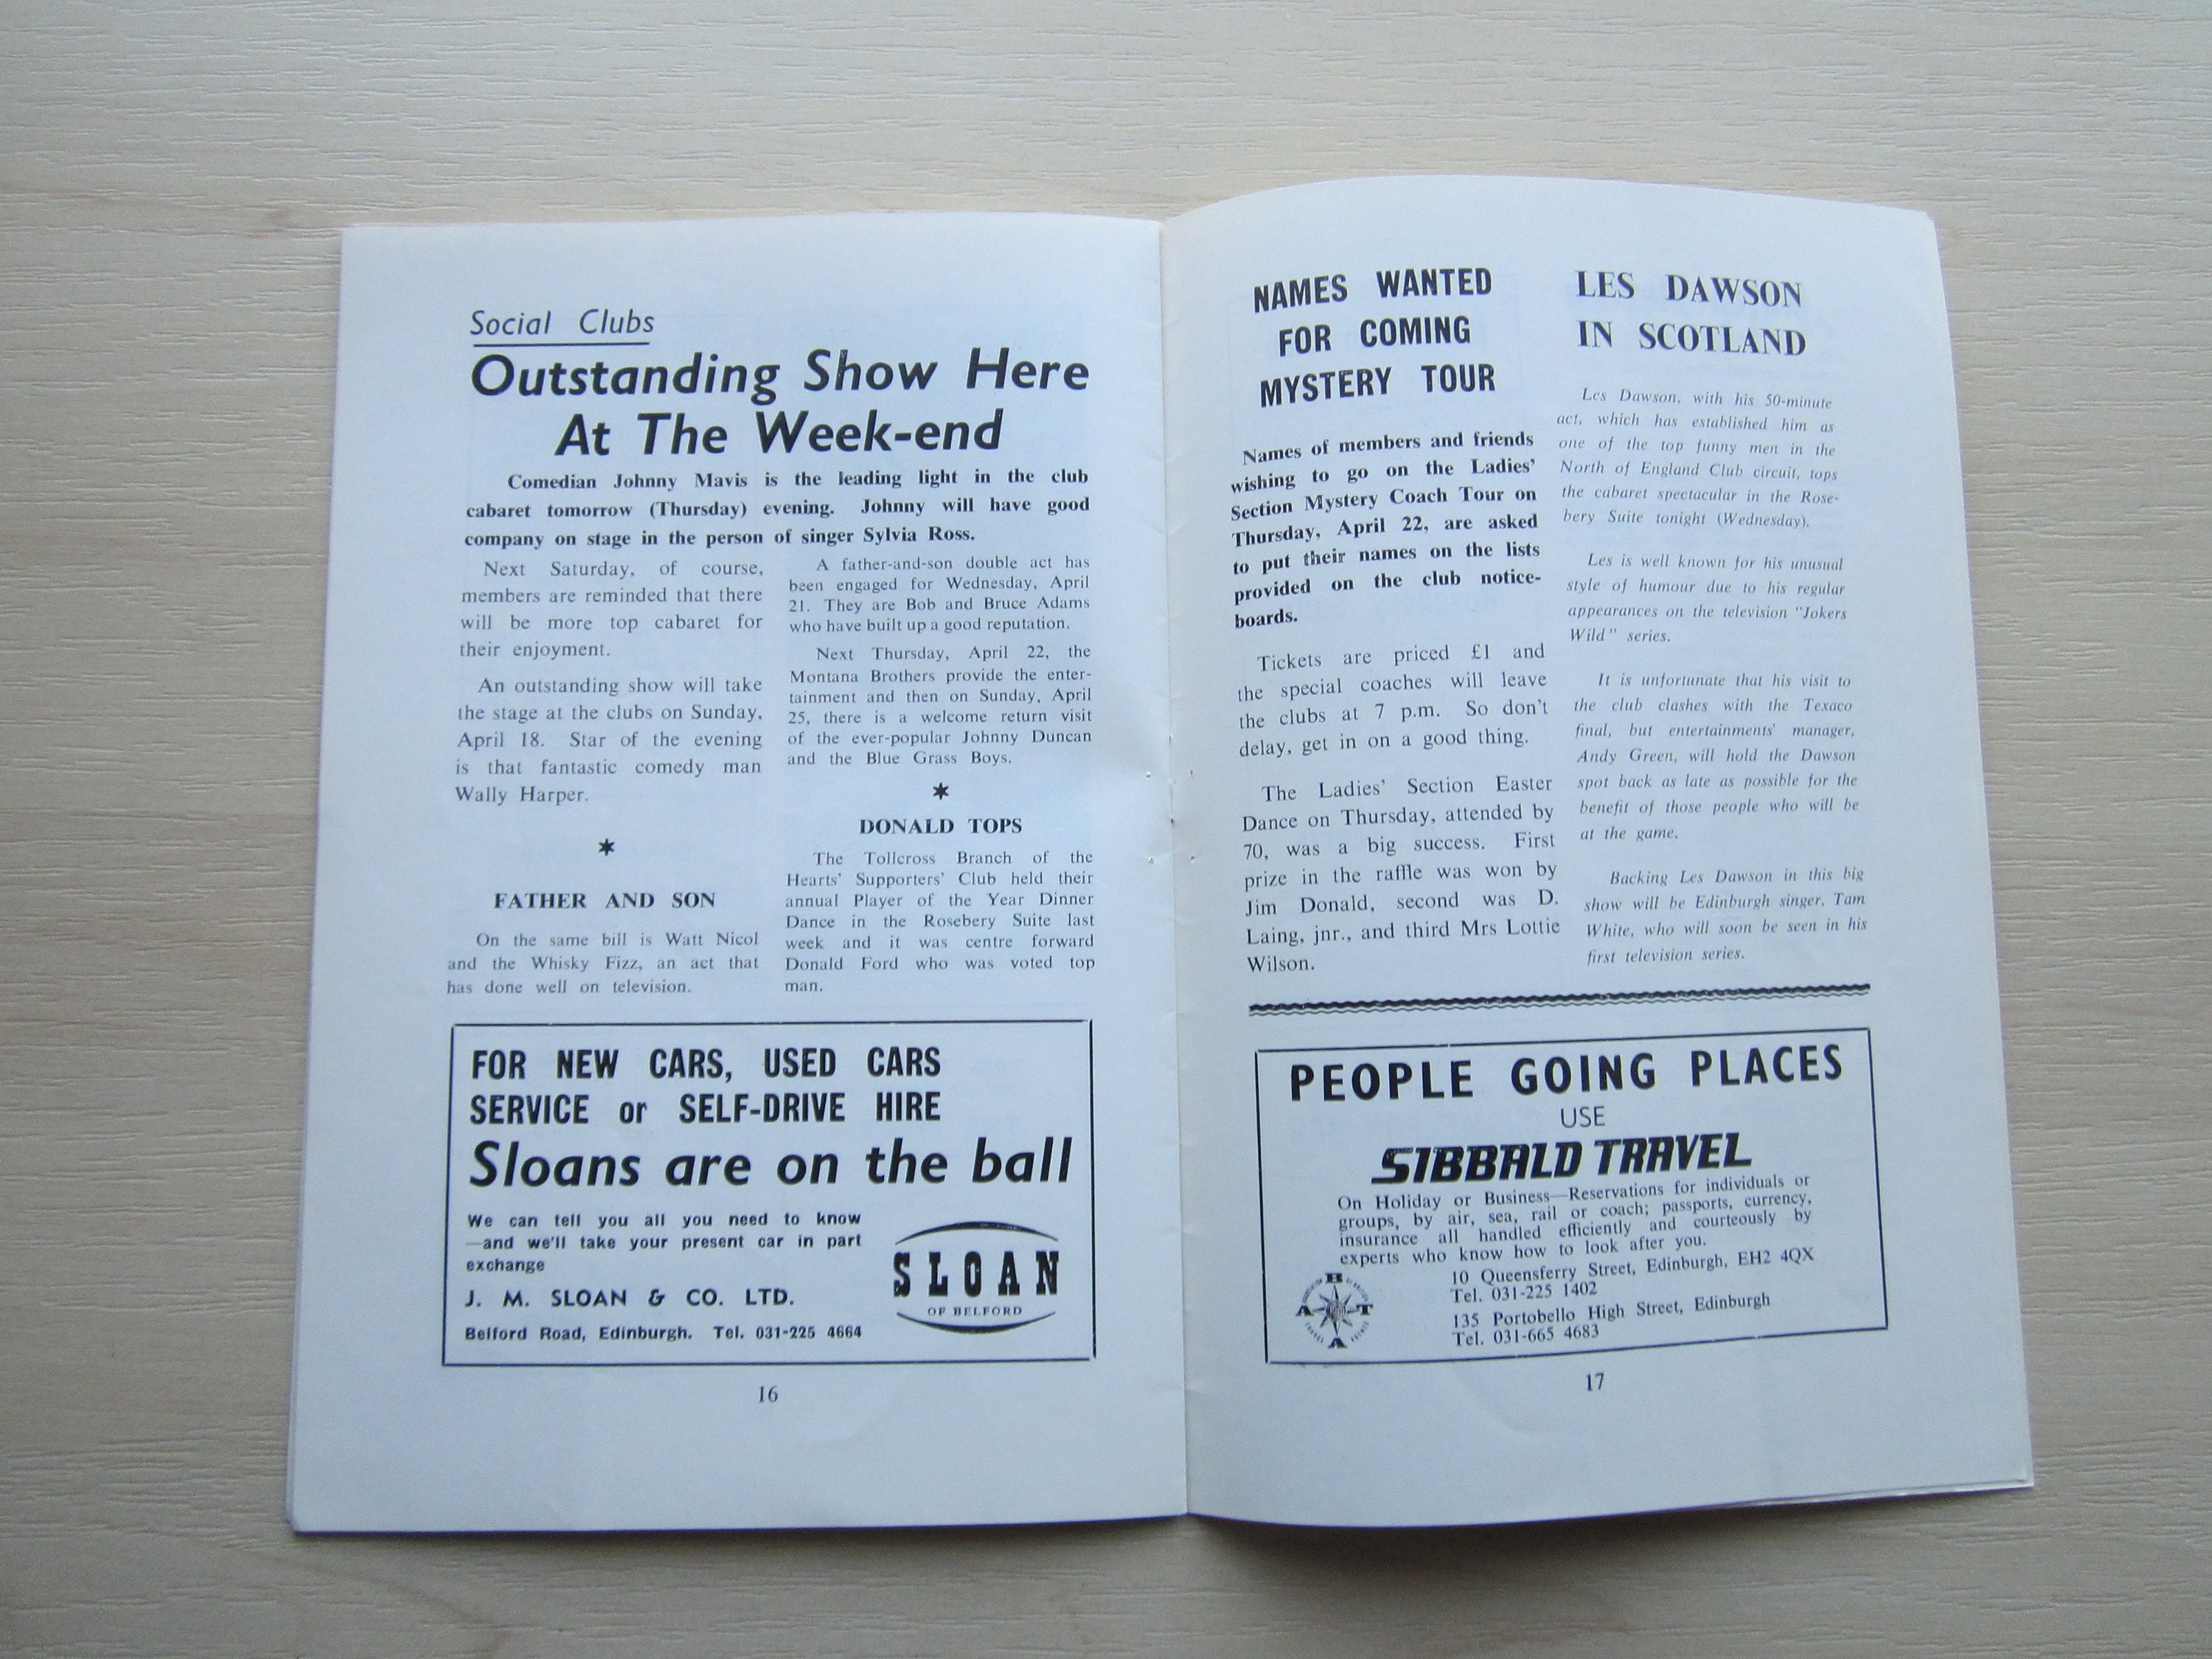 Social Clubs
Outstanding Show Here
At The Week-end
Comedian Johnny Mavis is the leading light in the club
cabaret tomorrow (Thursday) evening. Johnny will have good
company on stage in the person of singer Sylvia Ross.
Next Saturday, of course,
members are reminded that there
will be more top cabaret for
their enjoyment.
An outstanding show will take
the stage at the clubs on Sunday,
April 18. Star of the evening
is that fantastic comedy man
Wally Harper.
FATHER AND SON
On the same bill is Watt Nicol
and the Whisky Fizz, an act that
has done well on television.
A father-and-son double act has
been engaged for Wednesday, April
21. They are Bob and Bruce Adams
who have built up a good reputation.
Next Thursday, April 22, the
Montana Brothers provide the enter-
tainment and then on Sunday, April
25, there is a welcome return visit
of the ever-popular Johnny Duncan
and the Blue Grass Boys.
DONALD TOPS
The Tollcross Branch of the
Hearts' Supporters' Club held their
annual Player of the Year Dinner
Dance in the Rosebery Suite last
week and it was centre forward
Donald Ford who was voted top
man.
FOR NEW CARS, USED CARS
SERVICE or SELF-DRIVE HIRE
Sloans are on the ball
We can tell you all you need to know
—and we'll take your present car in part
exchange
J. M. SLOAN & CO. LTD.
Belford Road, Edinburgh. Tel. 031-225 4664
SLOAN
OF BELFORD
16
NAMES WANTED
FOR COMING
MYSTERY TOUR
Names of members and friends
wishing to go on the Ladies'
Section Mystery Coach Tour on
Thursday, April 22, are asked
to put their names on the lists
provided on the club notice-
boards.
Tickets are priced £1 and
the special coaches will leave
the clubs at 7 p.m. So don't
delay, get in on a good thing.
The Ladies' Section Easter
Dance on Thursday, attended by
70, was a big success. First
prize in the raffle was won by
Jim Donald, second was D.
Laing, jnr., and third Mrs Lottie
Wilson.
LES DAWSON
IN SCOTLAND
Les Dawson, with his 50-minute
act, which has established him as
one of the top funny men in the
North of England Club circuit, tops
the cabaret spectacular in the Rose-
bery Suite tonight (Wednesday).
Les is well known for his unusual
style of humour due to his regular
appearances on the television "Jokers
Wild" series.
It is unfortunate that his visit to
the club clashes with the Texaco
final, but entertainments' manager,
Andy Green, will hold the Dawson
spot back as late as possible for the
benefit of those people who will be
at the game.
Backing Les Dawson in this big
show will be Edinburgh singer, Tam
White, who will soon be seen in his
first television series.
PEOPLE GOING PLACES
USE
SIBBALD TRAVEL
On Holiday or Business—Reservations for individuals or
groups, by air, sea, rail or coach; passports, currency,
insurance all handled efficiently and courteously by
experts who know how to look after you.
10 Queensferry Street, Edinburgh, EH2 4QX
Tel. 031-225 1402
135 Portobello High Street, Edinburgh
Tel. 031-665 4683
B
A T
A
17